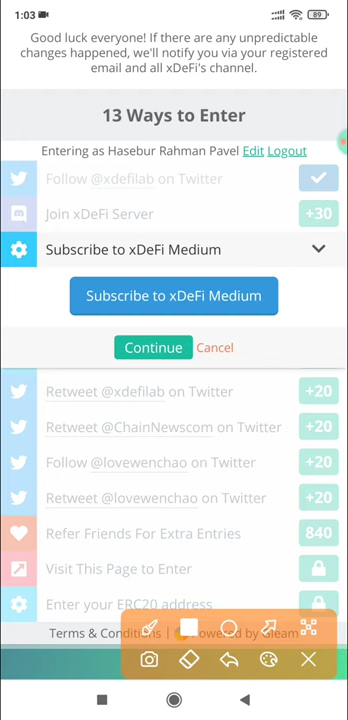 1:03
89
Good luck everyone! If there are any unpredictable
changes happened, we'll notify you via your registered
email and all xDeFi's channel.
13 Ways to Enter
Entering as Hasebur Rahman Pavel Edit Logout
Follow @xdefilab on Twitter
Join xDeFi Server +30
Subscribe to xDeFi Medium
Subscribe to xDeFi Medium
Continue Cancel
Retweet @xdefilab on Twitter +20
Retweet @ChainNewscom on Twitter +20
Follow @lovewenchao on Twitter +20
Retweet @lovewenchao on Twitter +20
Refer Friends For Extra Entries 840
Visit This Page to Enter
Enter your ERC20 address
Terms & Conditions | Powered by Gleam